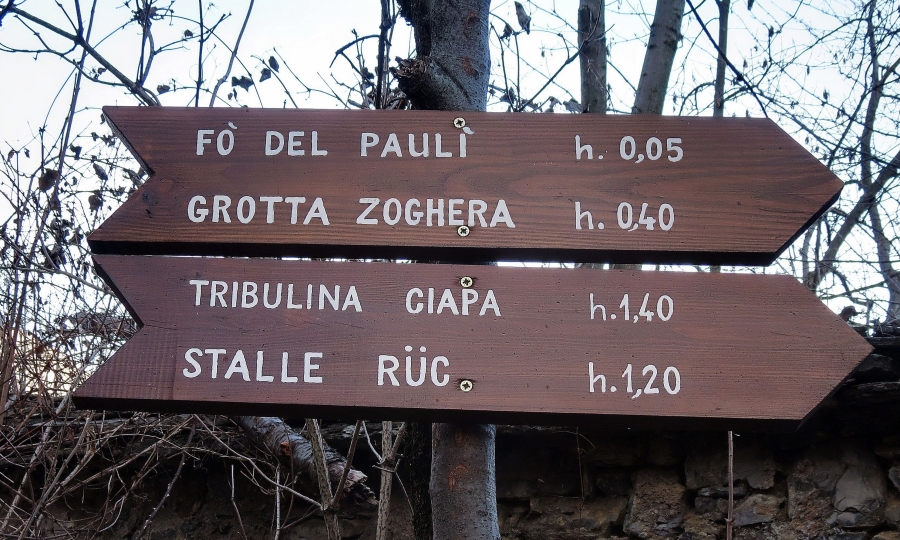 FÒ DEL PAULÌ h. 0,05
GROTTA ZOGHERA h. 0,40
TRIBULINA CIAPA h. 1,40
STALLE RÜC h. 1,20